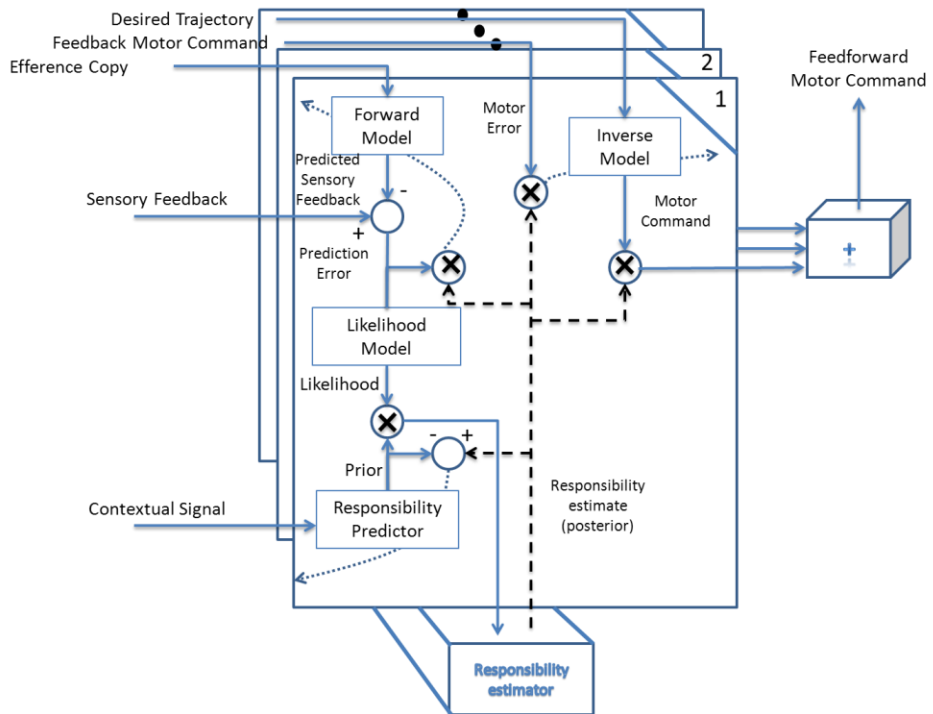 Desired Trajectory
Feedback Motor Command
Efference Copy
2
1
Feedforward
Motor Command
Forward
Model
Motor
Error
Inverse
Model
Predicted
Sensory
Feedback
-
Sensory Feedback
+
Prediction
Error
Motor
Command
+
Likelihood
Model
Likelihood
- +
Prior
Contextual Signal
Responsibility
Predictor
Responsibility
estimate
(posterior)
Responsibility
estimator